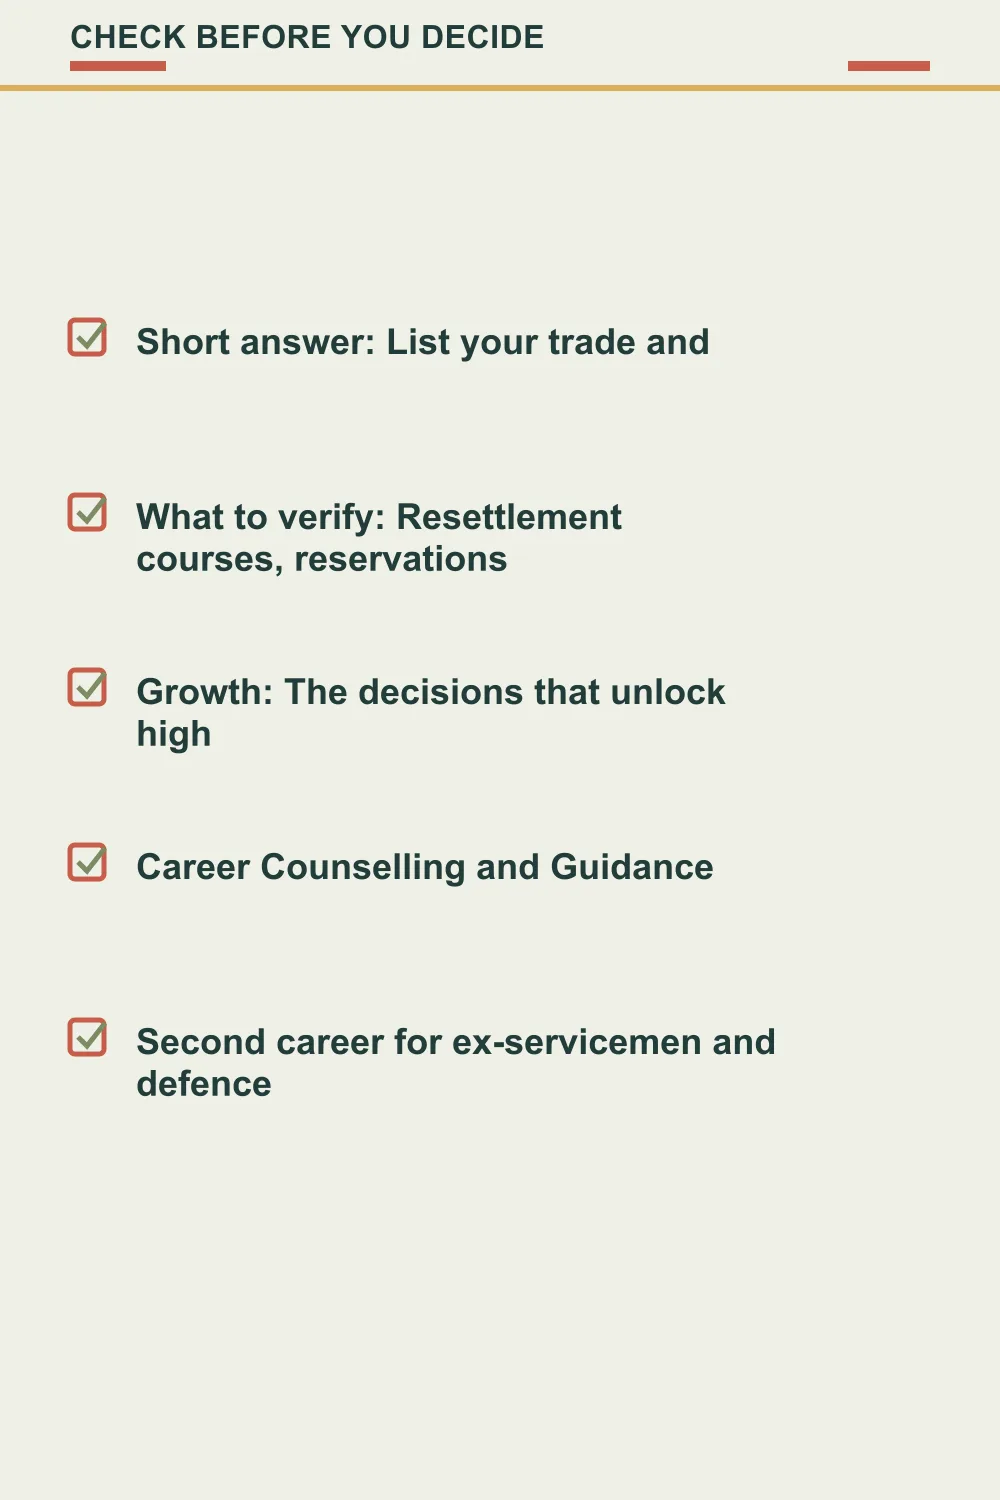 CHECK BEFORE YOU DECIDE
Short answer: List your trade and
What to verify: Resettlement
courses, reservations
Growth: The decisions that unlock
high
Career Counselling and Guidance
Second career for ex-servicemen and
defence